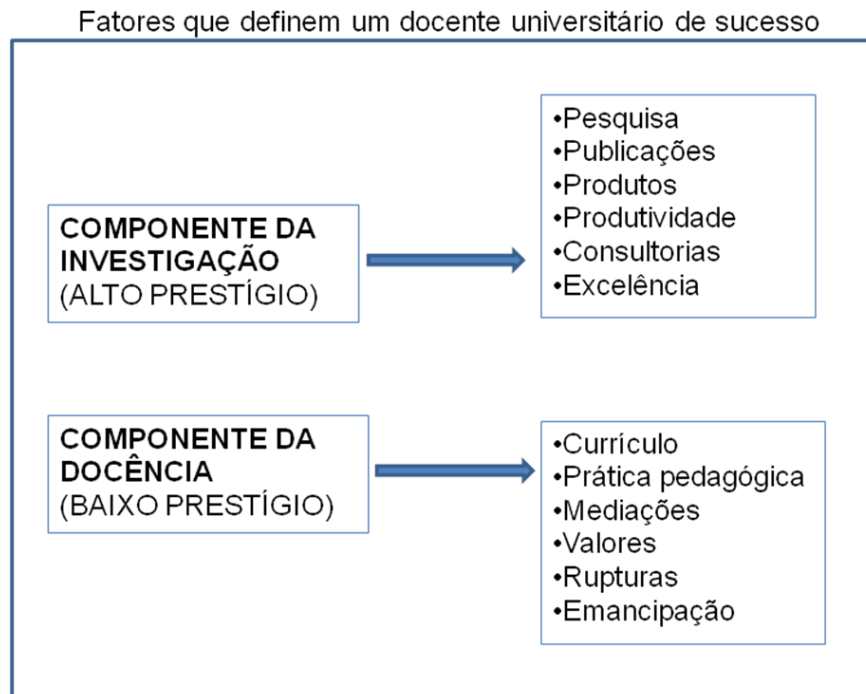 Fatores que definem um docente universitário de sucesso
COMPONENTE DA
INVESTIGAÇÃO
(ALTO PRESTÍGIO)
•Pesquisa
•Publicações
•Produtos
•Produtividade
•Consultorias
•Excelência
COMPONENTE DA
DOCÊNCIA
(BAIXO PRESTÍGIO)
•Currículo
•Prática pedagógica
•Mediações
•Valores
•Rupturas
•Emancipação